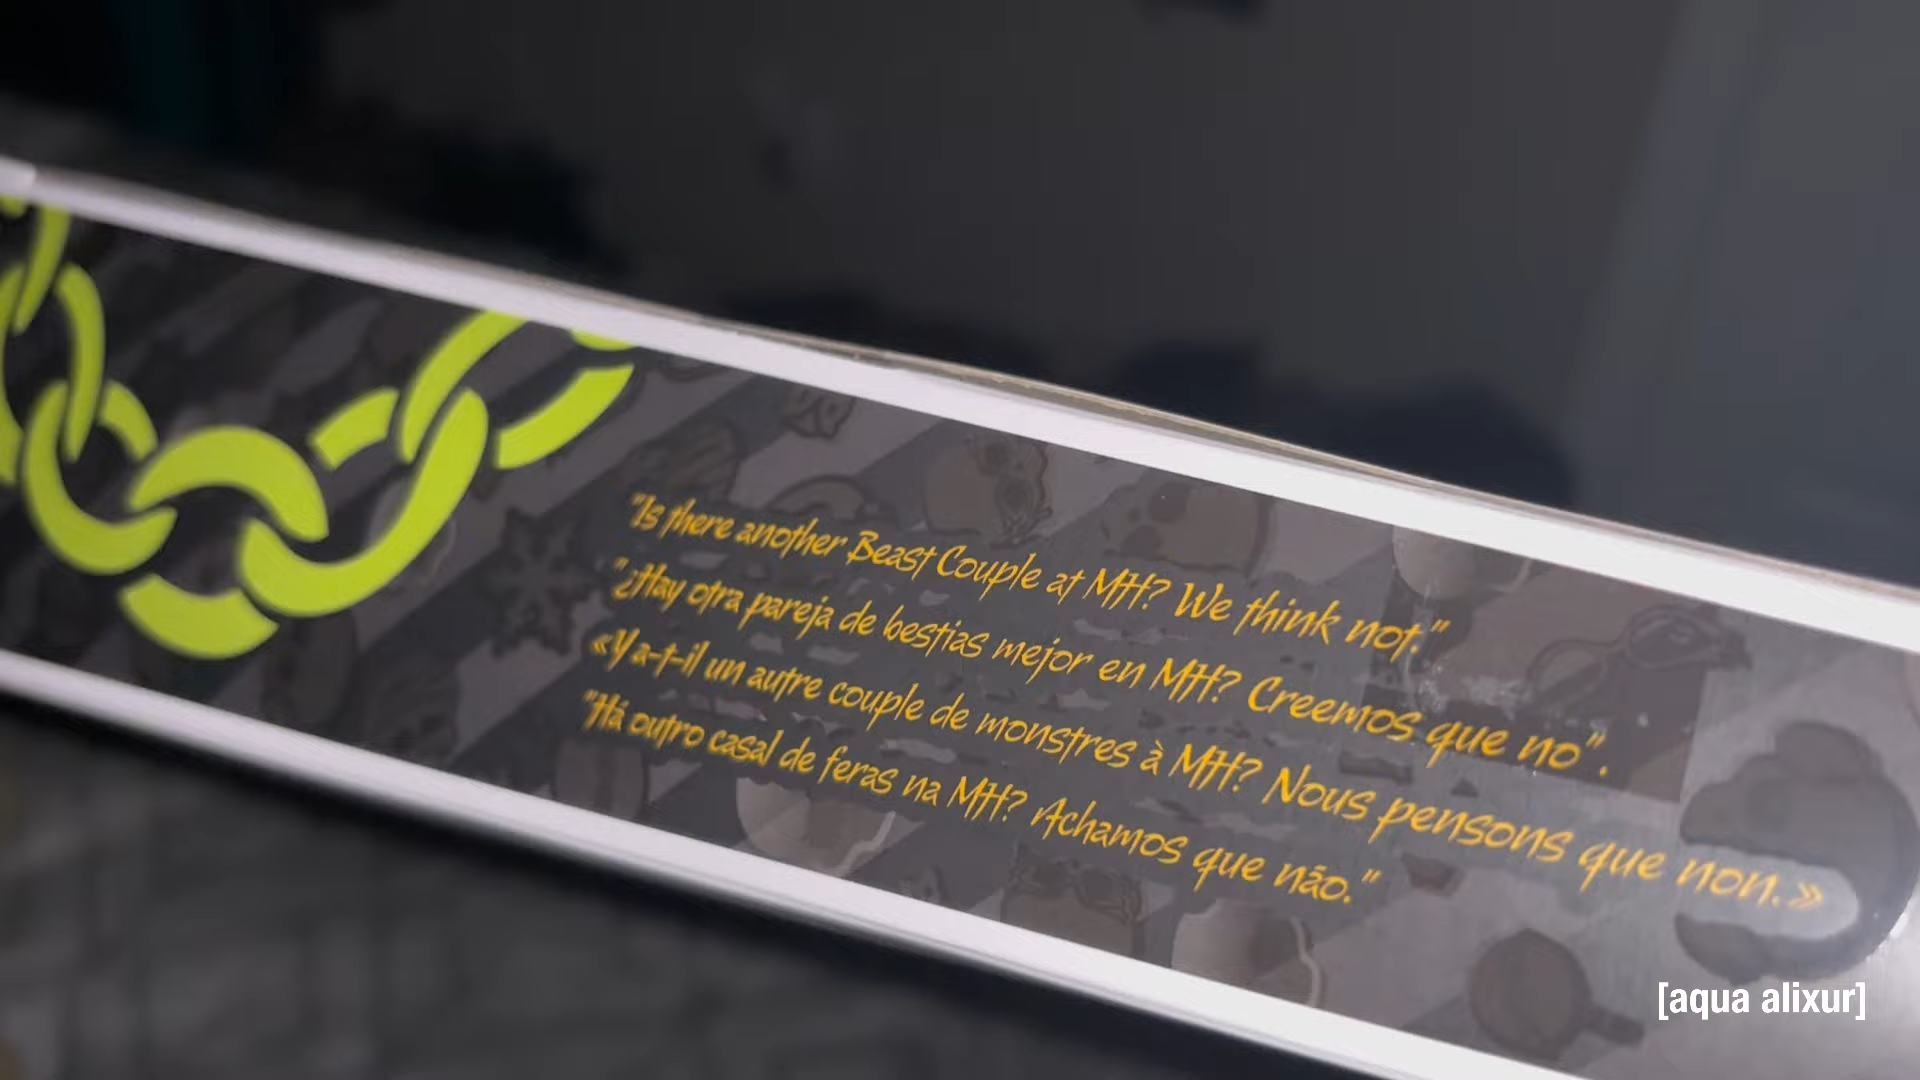 "Is there another Beast Couple at MH? We think not."
"¿Hay otra pareja de bestias mejor en MH? Creemos que no".
«Y a-t-il un autre couple de monstres à MH? Nous pensons que non.»
"Há outro casal de feras na MH? Achamos que não."
[aqua alixur]